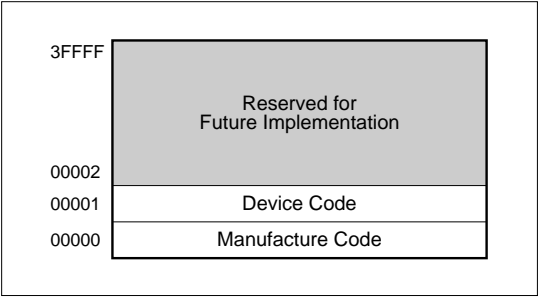 3FFFF
Reserved for
Future Implementation
00002
00001 Device Code
00000 Manufacture Code